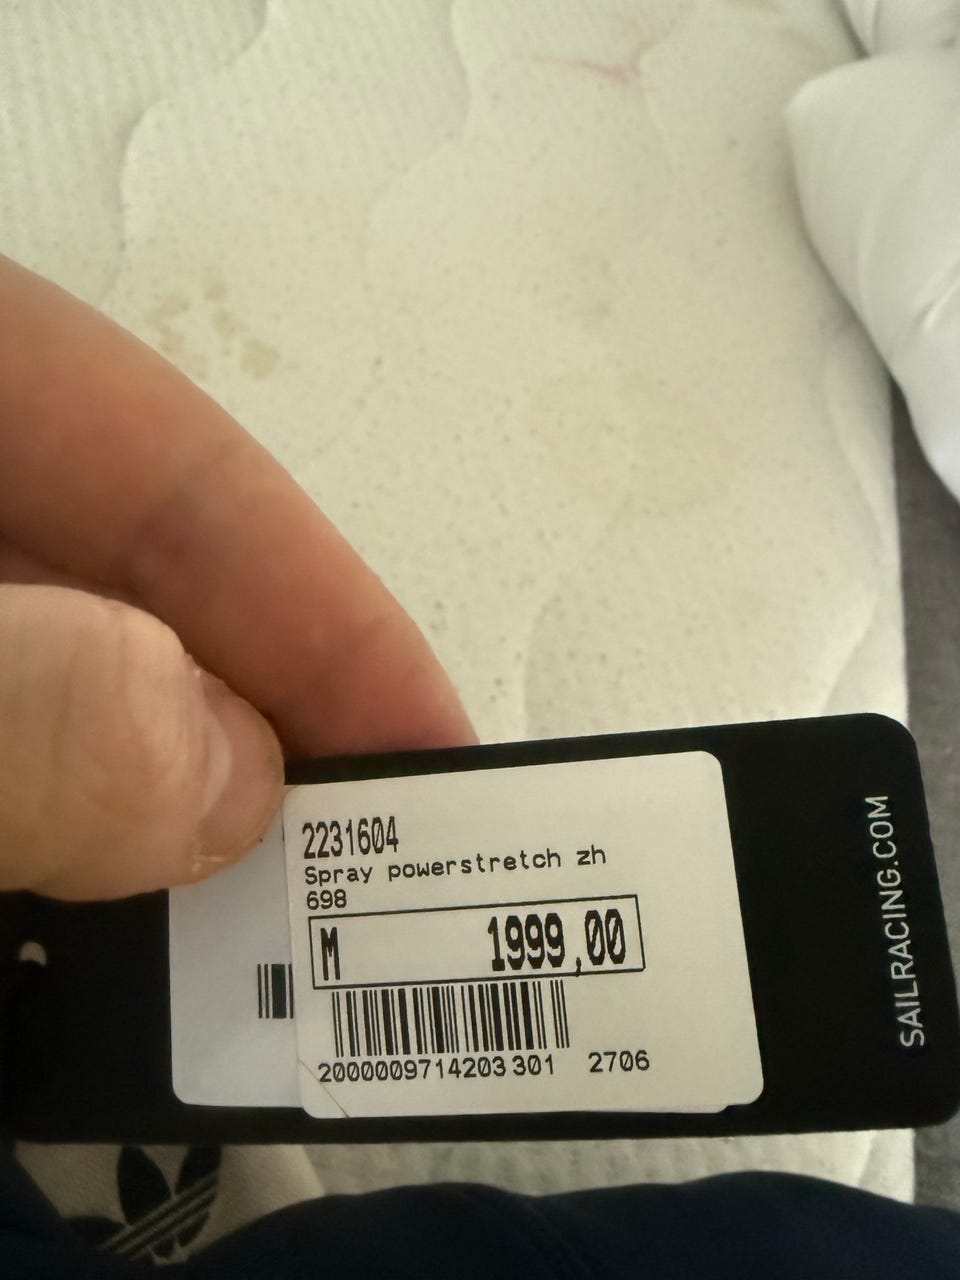 2231604
Spray powerstretch zh
698
M 1999,00
2000009714203 301 2706
SAILRACING.COM